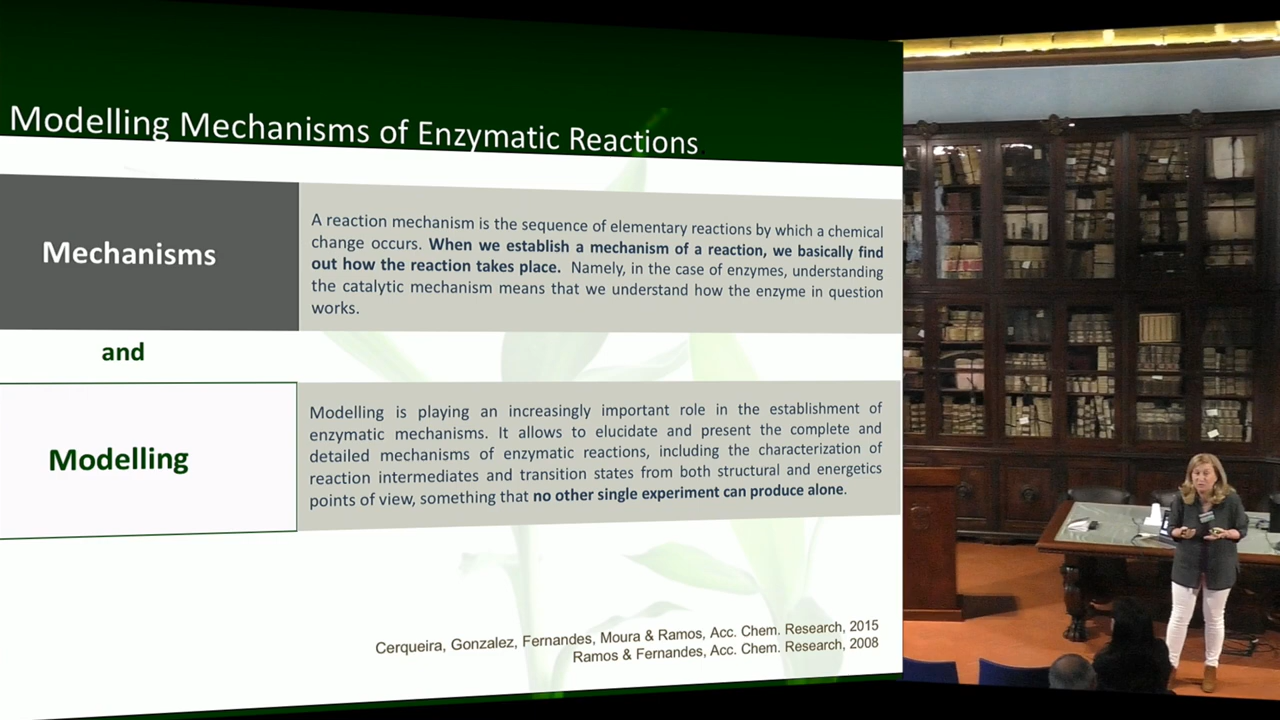 Modelling Mechanisms of Enzymatic Reactions
Mechanisms
A reaction mechanism is the sequence of elementary reactions by which a chemical
change occurs. When we establish a mechanism of a reaction, we basically find
out how the reaction takes place. Namely, in the case of enzymes, understanding
the catalytic mechanism means that we understand how the enzyme in question
works.
and
Modelling
Modelling is playing an increasingly important role in the establishment of
enzymatic mechanisms. It allows to elucidate and present the complete and
detailed mechanisms of enzymatic reactions, including the characterization of
reaction intermediates and transition states from both structural and energetics
points of view, something that no other single experiment can produce alone.
Cerqueira, Gonzalez, Fernandes, Moura & Ramos, Acc. Chem. Research, 2015
Ramos & Fernandes, Acc. Chem. Research, 2008